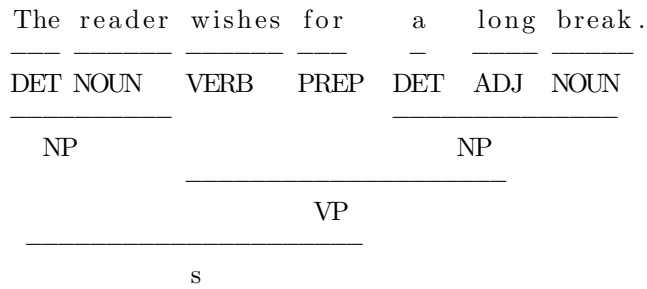 The reader wishes for a long break.
DET NOUN VERB PREP DET ADJ NOUN
NP NP
VP
s